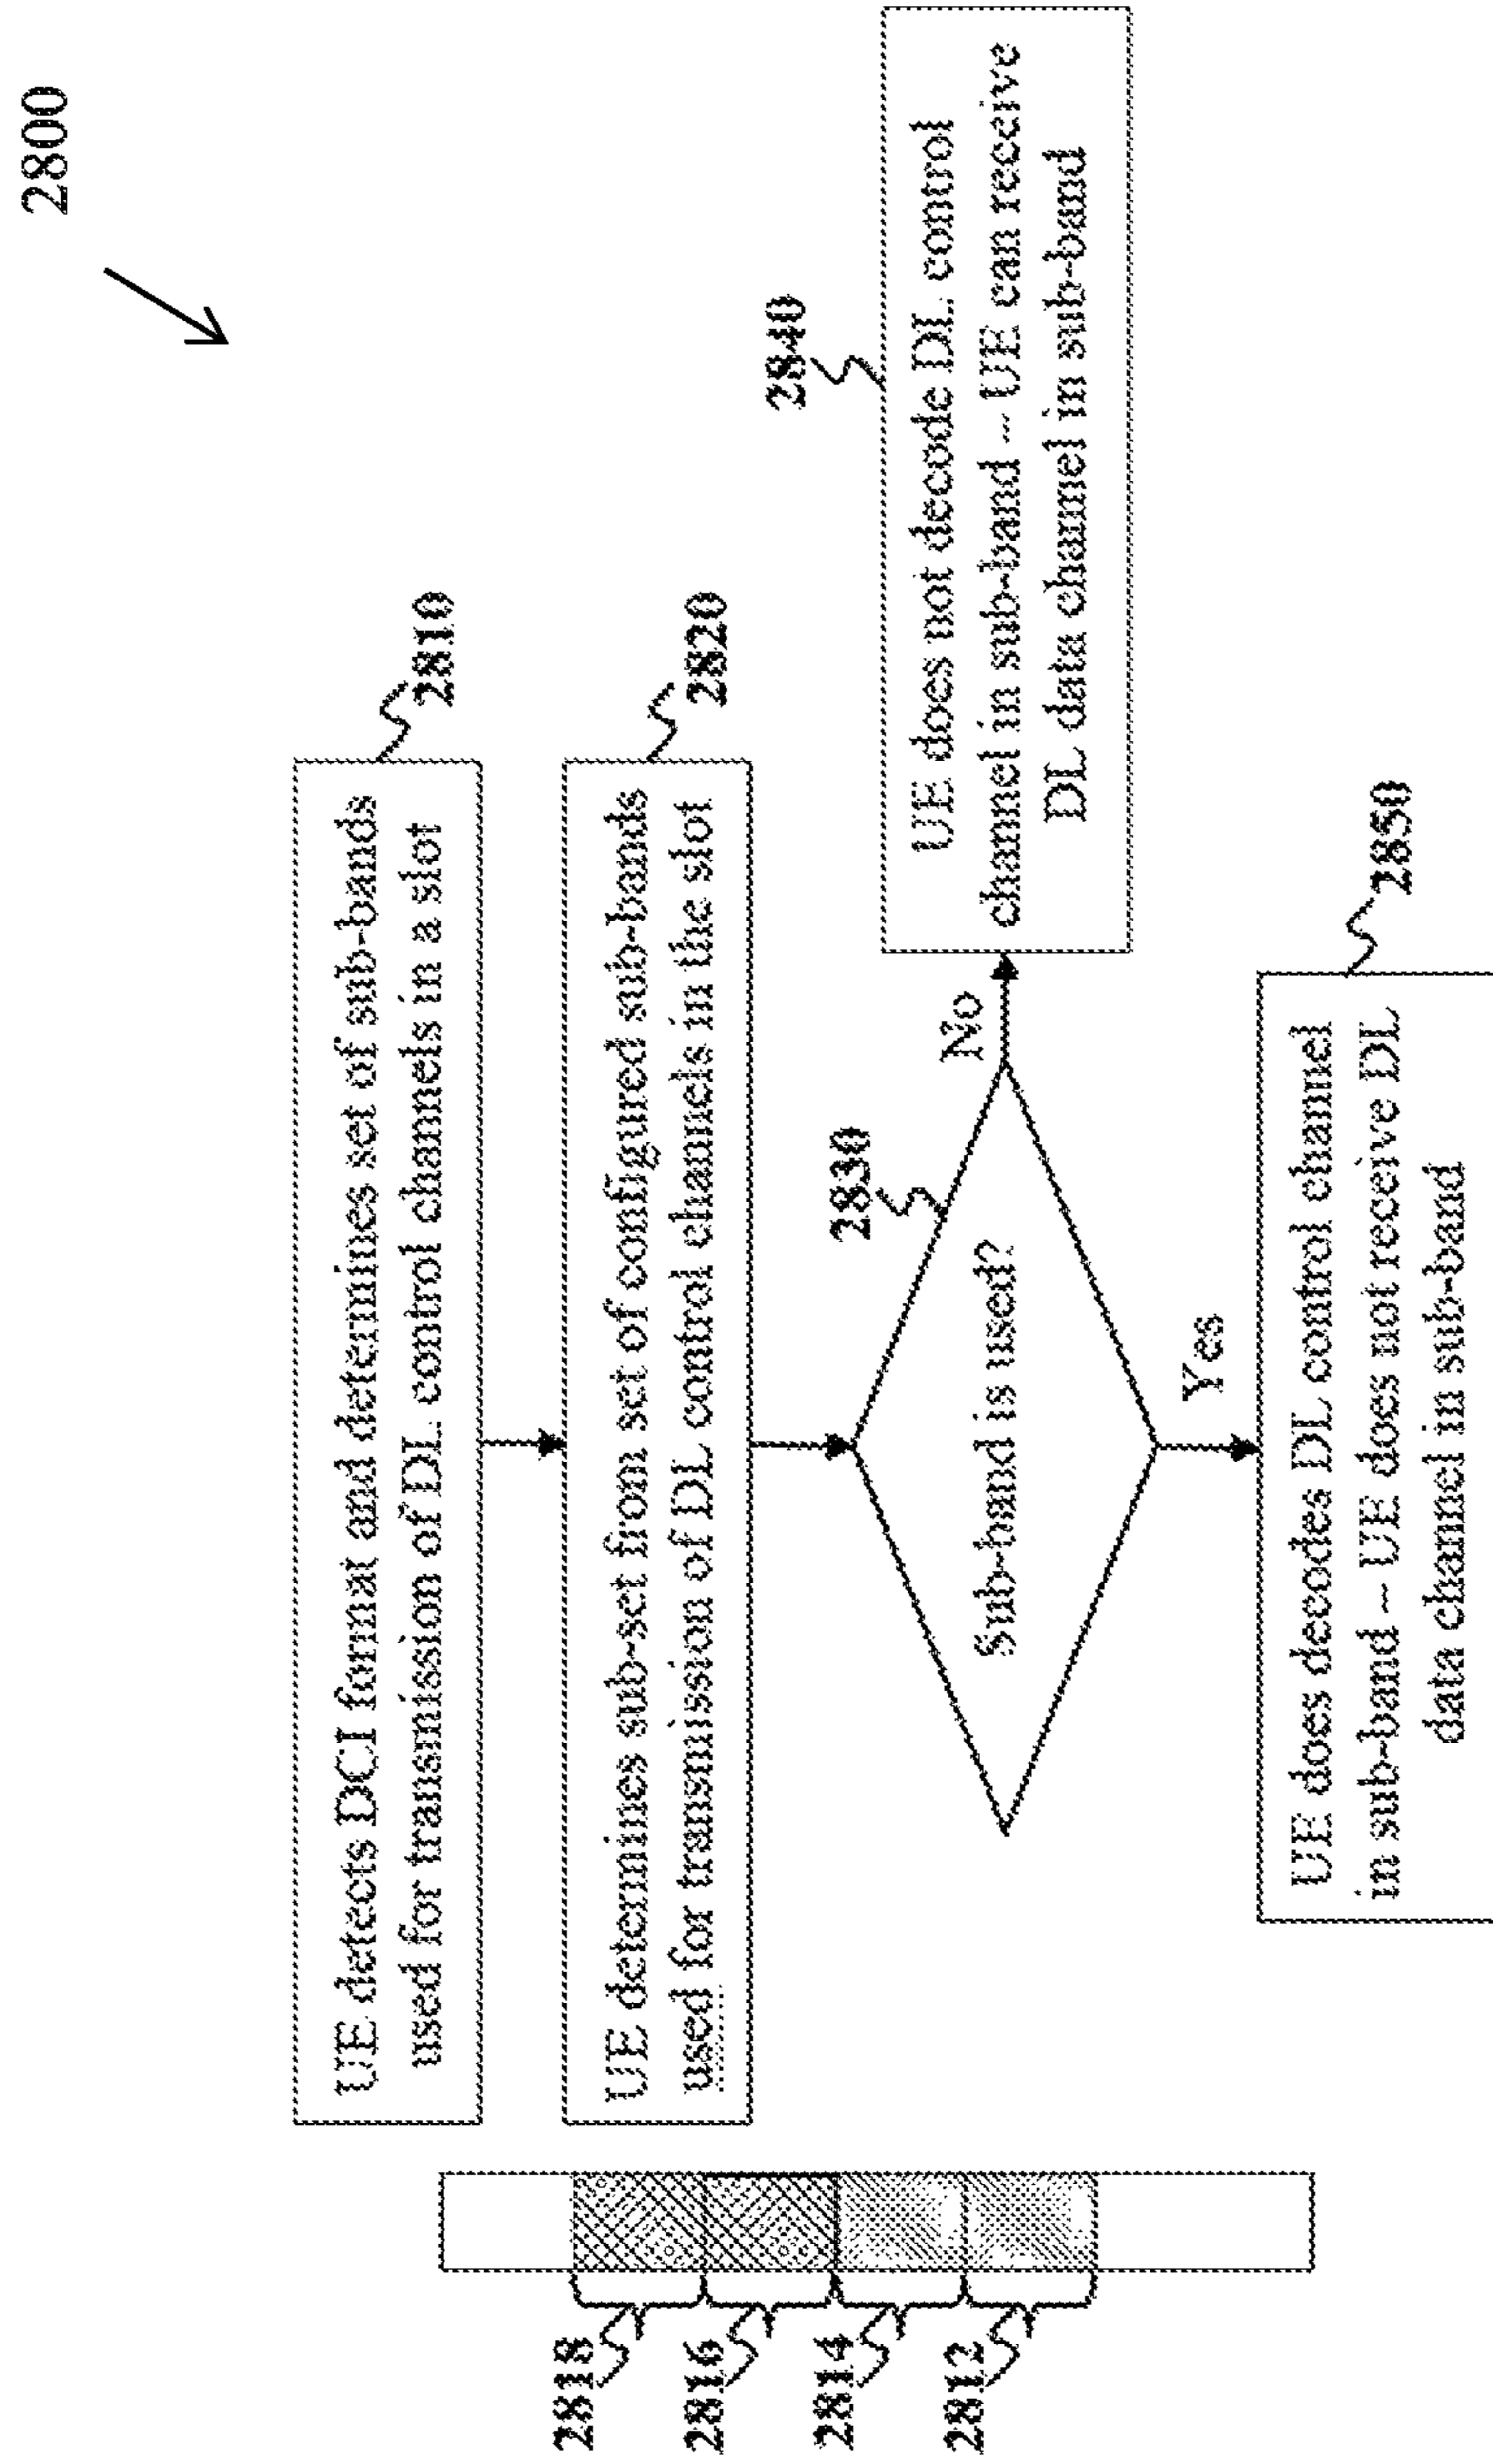 2800
UE detects DCI format and determines set of sub-bands
used for transmission of DL control channels in a slot
2810
UE determines sub-set from set of configured sub-bands
used for transmission of DL control channels in the slot
2820
2818
2816
2814
2812
2830
Sub-band is used?
No
2840
UE does not decode DL control
channel in sub-band -- UE can receive
DL data channel in sub-band
Yes
2850
UE does decodes DL control channel
in sub-band – UE does not receive DL
data channel in sub-band